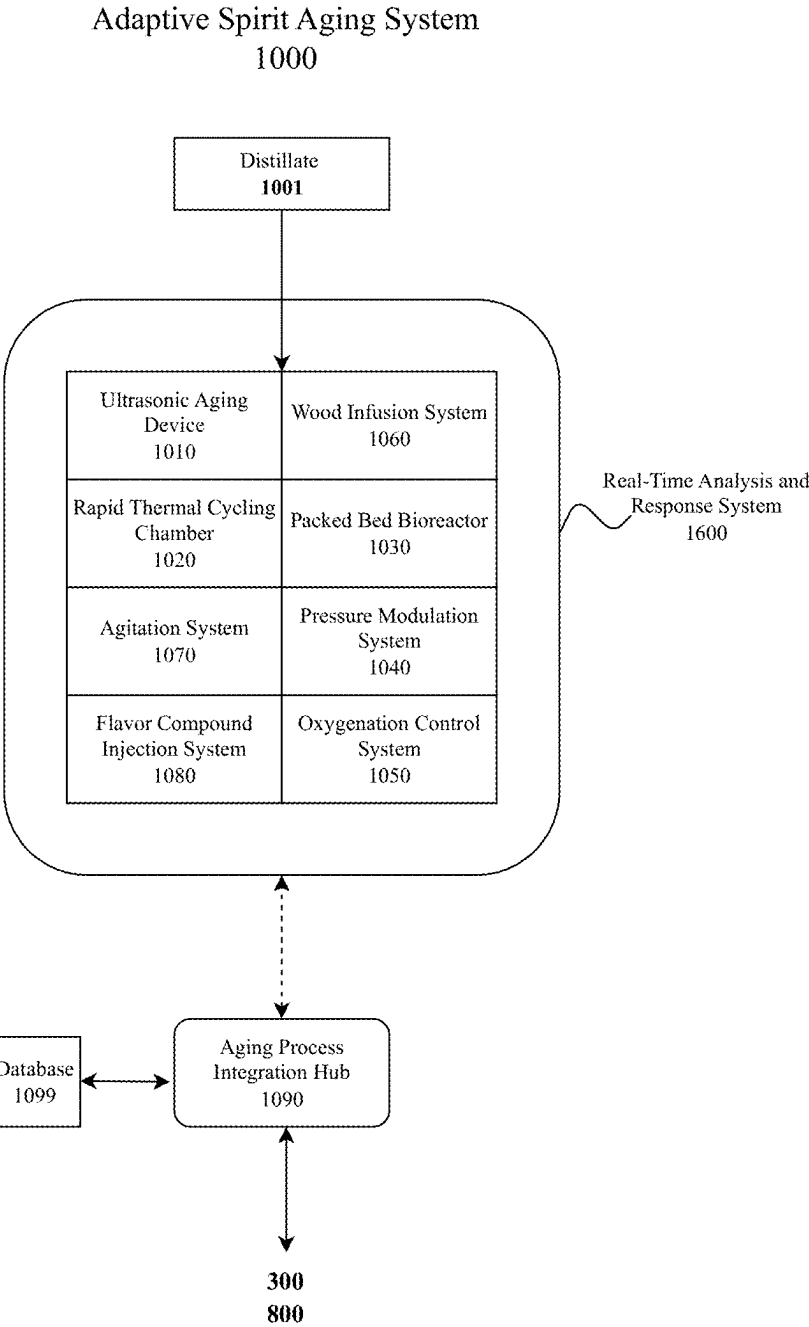 Adaptive Spirit Aging System
1000
Distillate
1001
Ultrasonic Aging
Device
1010
Wood Infusion System
1060
Rapid Thermal Cycling
Chamber
1020
Packed Bed Bioreactor
1030
Agitation System
1070
Pressure Modulation
System
1040
Flavor Compound
Injection System
1080
Oxygenation Control
System
1050
Real-Time Analysis and
Response System
1600
Aging Process
Integration Hub
1090
Database
1099
300
800